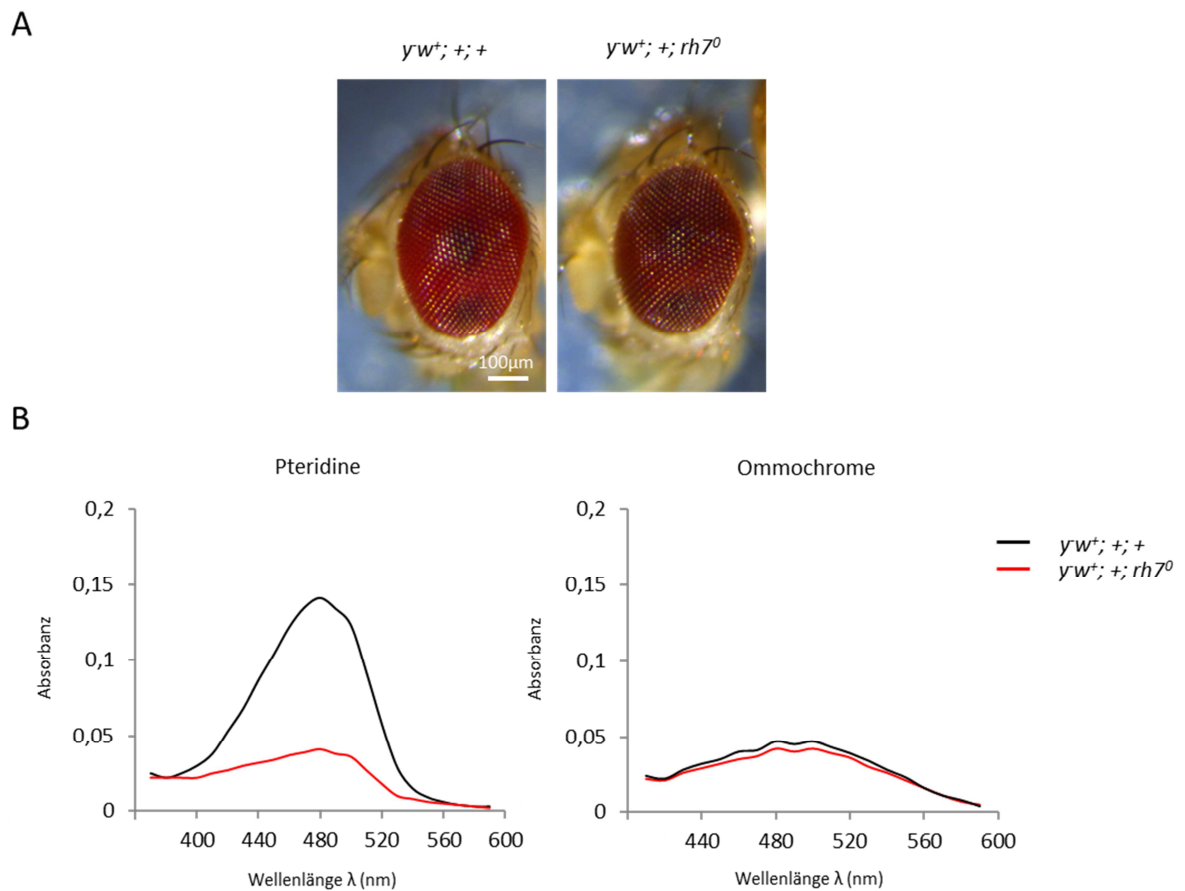 A
y⁻w⁺; +; +
y⁻w⁺; +; rh7⁰
100µm
B
Pteridine
Absorbanz
0,2
0,15
0,1
0,05
0
400 440 480 520 560 600
Wellenlänge λ (nm)
Ommochrome
Absorbanz
0,2
0,15
0,1
0,05
0
440 480 520 560 600
Wellenlänge λ (nm)
y⁻w⁺; +; +
y⁻w⁺; +; rh7⁰